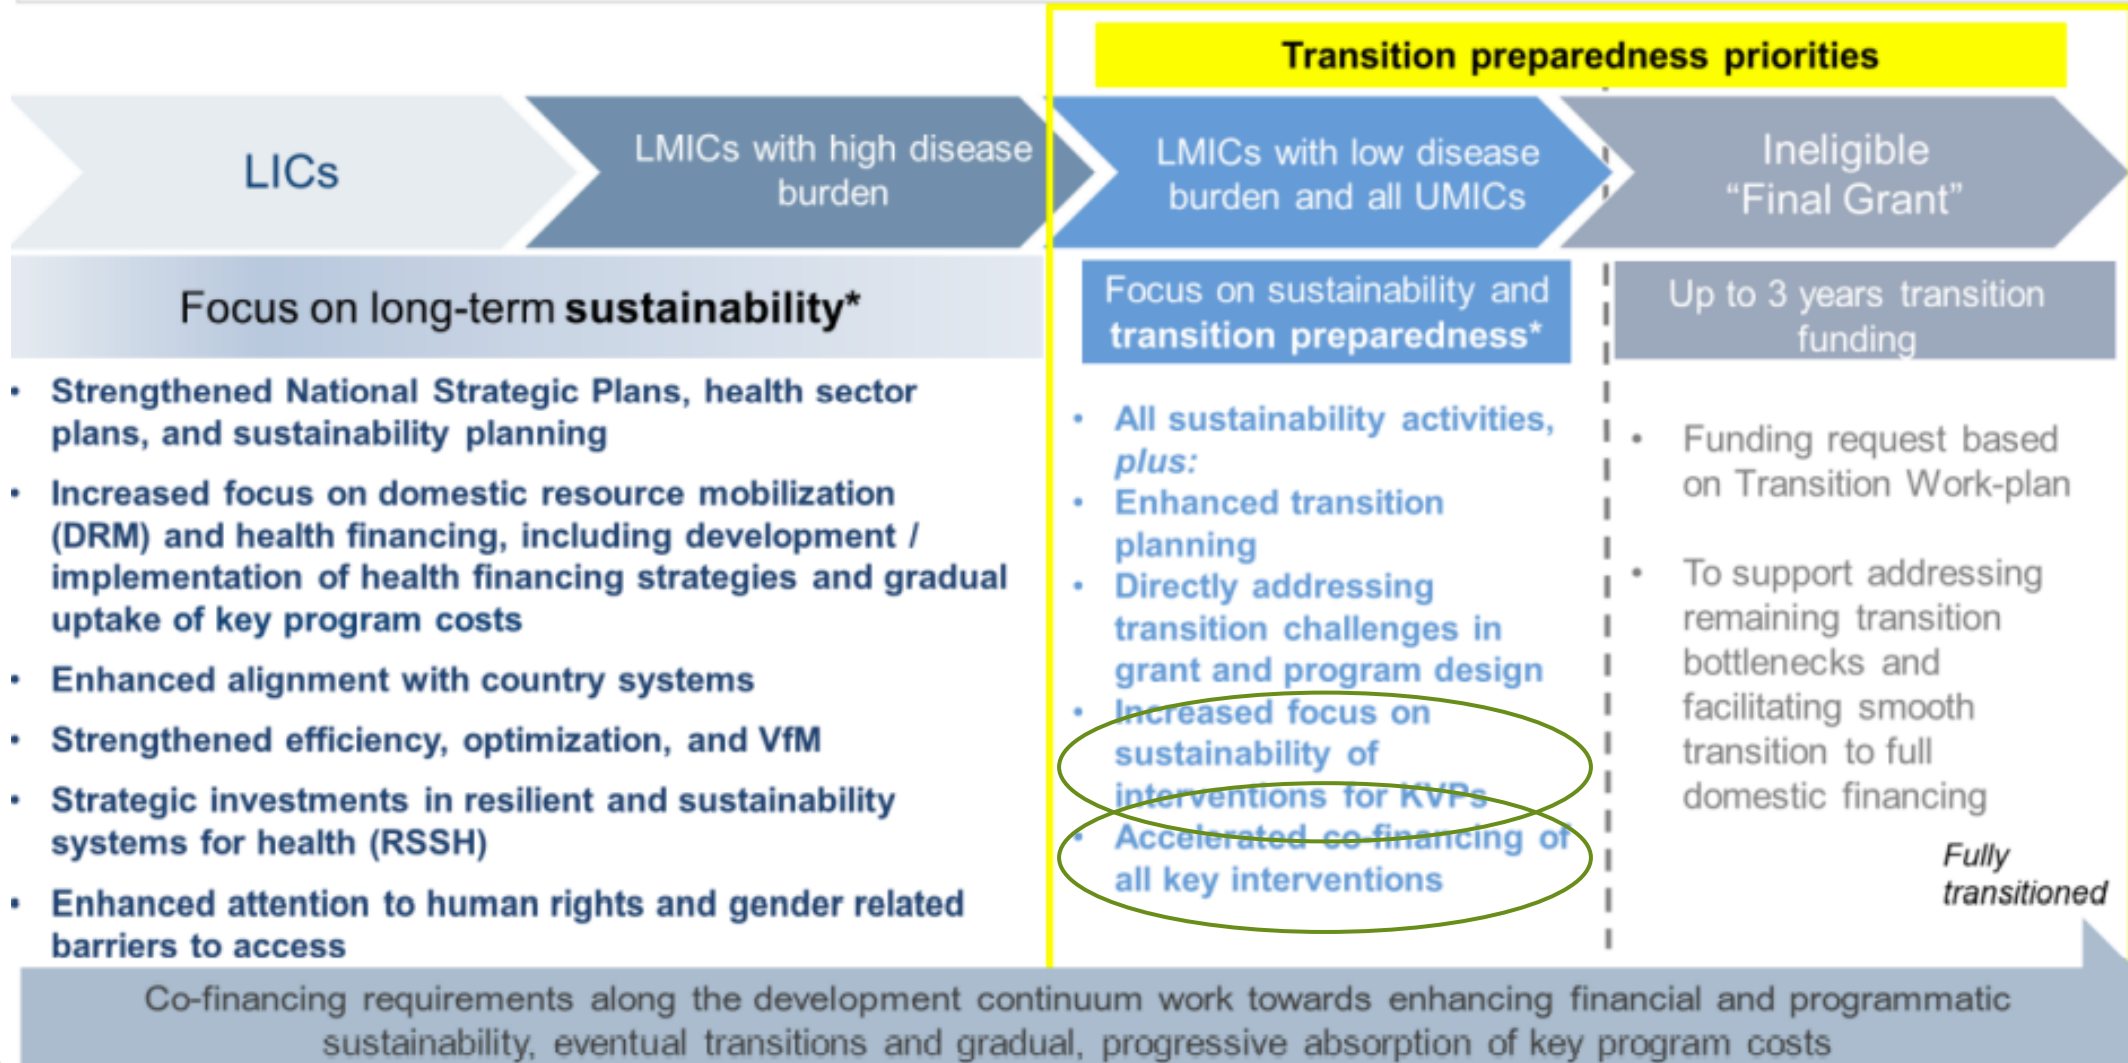 Transition preparedness priorities
LICs
LMICs with high disease
burden
LMICs with low disease
burden and all UMICs
Ineligible
“Final Grant”
Focus on long-term sustainability*
• Strengthened National Strategic Plans, health sector
plans, and sustainability planning
• Increased focus on domestic resource mobilization
(DRM) and health financing, including development /
implementation of health financing strategies and gradual
uptake of key program costs
• Enhanced alignment with country systems
• Strengthened efficiency, optimization, and VfM
• Strategic investments in resilient and sustainability
systems for health (RSSH)
• Enhanced attention to human rights and gender related
barriers to access
Focus on sustainability and
transition preparedness*
• All sustainability activities,
plus:
• Enhanced transition
planning
• Directly addressing
transition challenges in
grant and program design
• Increased focus on
sustainability of
interventions for KVPs
• Accelerated co-financing of
all key interventions
Up to 3 years transition
funding
• Funding request based
on Transition Work-plan
• To support addressing
remaining transition
bottlenecks and
facilitating smooth
transition to full
domestic financing
Fully
transitioned
Co-financing requirements along the development continuum work towards enhancing financial and programmatic
sustainability, eventual transitions and gradual, progressive absorption of key program costs